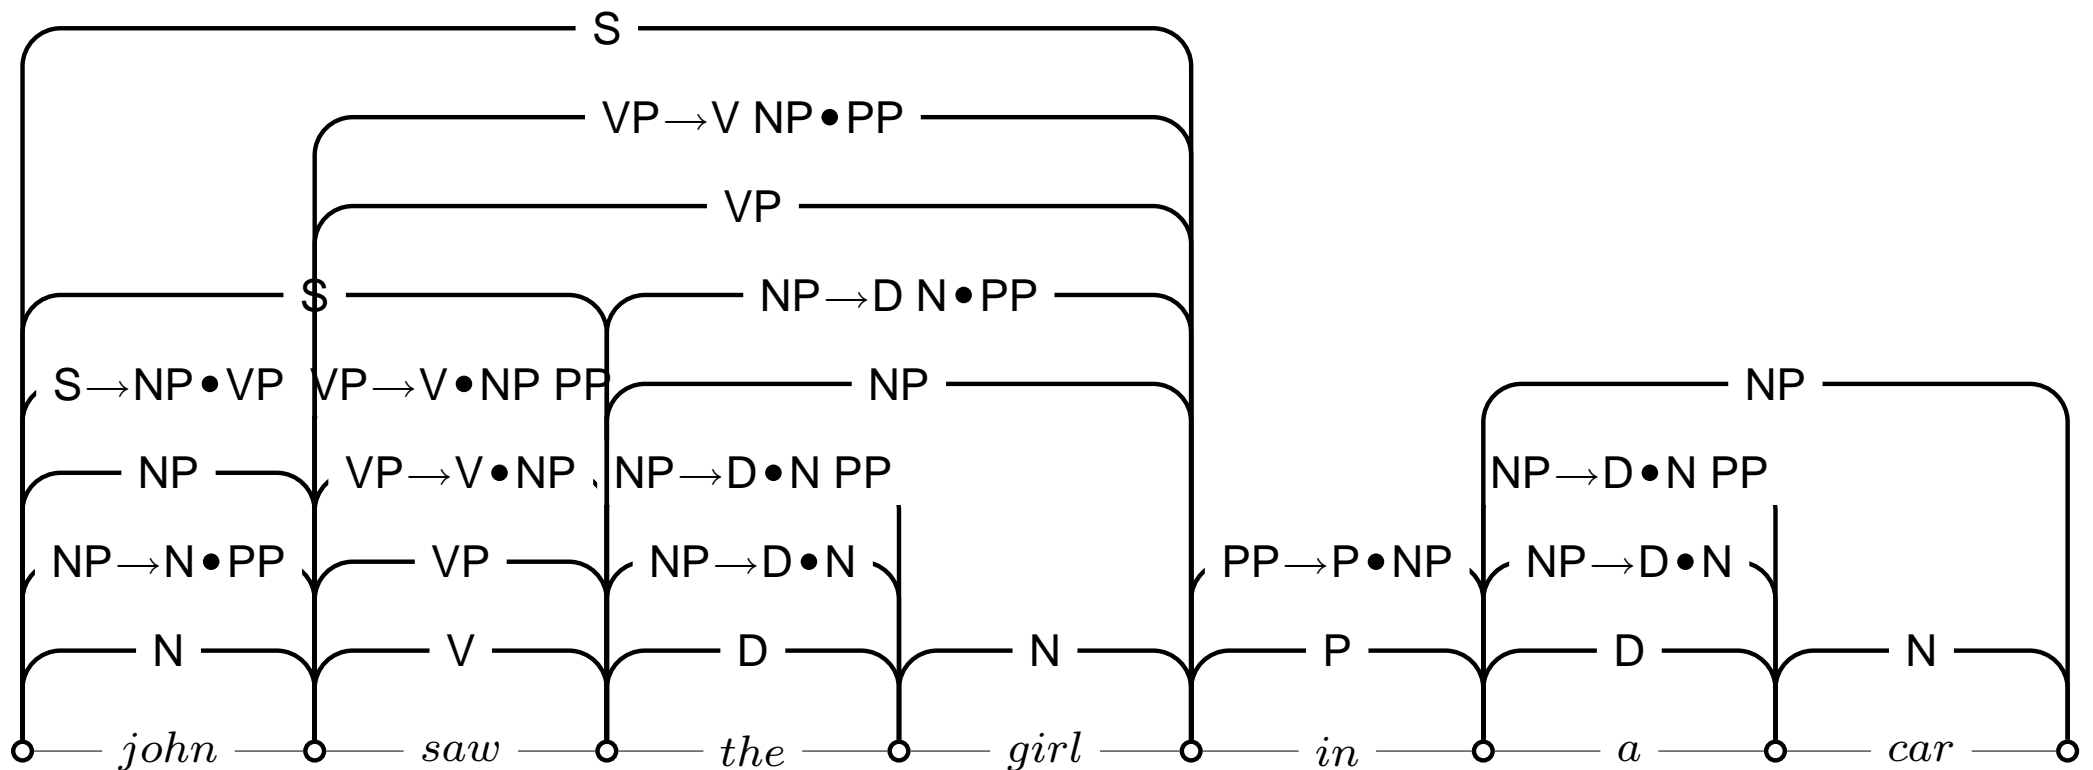 S
VP→V NP•PP
VP
S NP→D N•PP
S→NP•VP VP→V•NP PP NP NP
NP VP→V•NP NP→D•N PP NP→D•N PP
NP→N•PP VP NP→D•N PP→P•NP NP→D•N
N V D N P D N
john saw the girl in a car